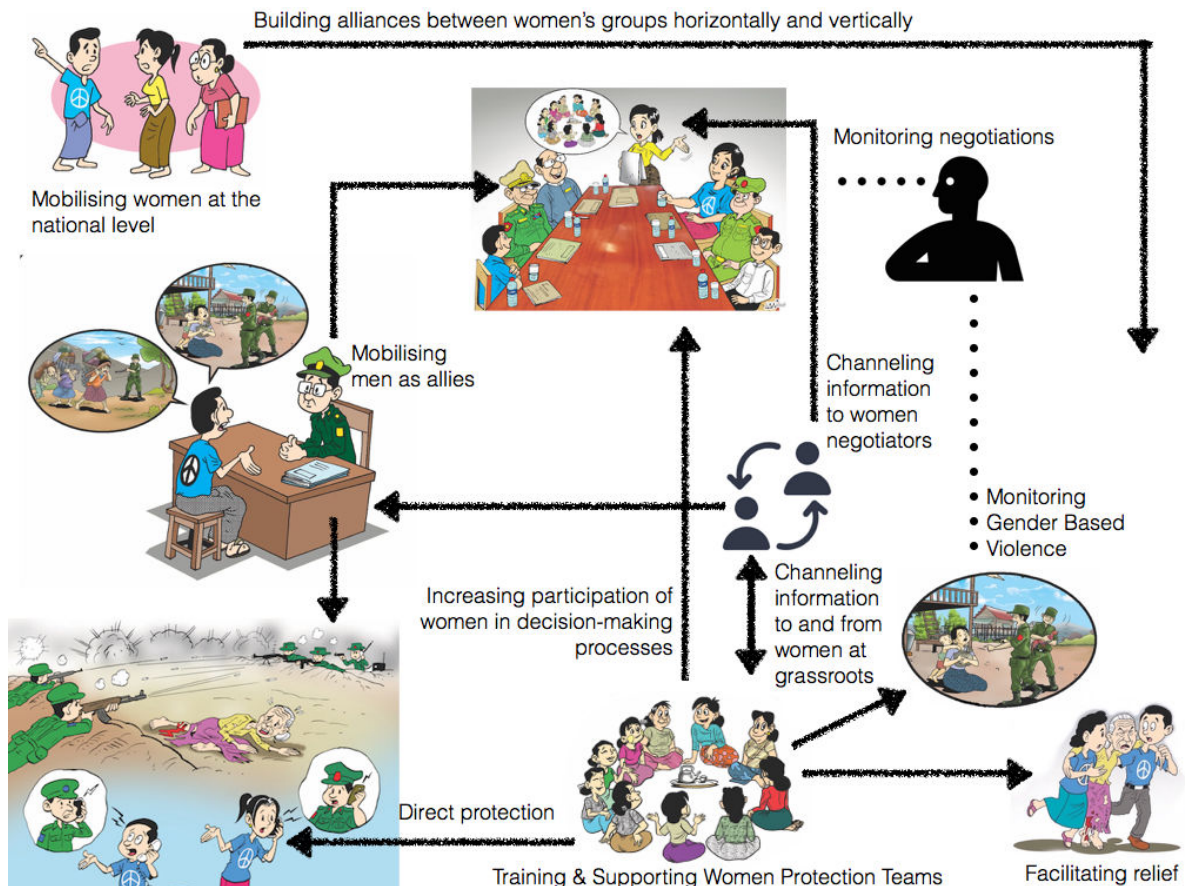 Building alliances between women's groups horizontally and vertically
Mobilising women at the
national level
Monitoring negotiations
Mobilising
men as allies
Channeling
information
to women
negotiators
Monitoring
Gender Based
Violence
Increasing participation of
women in decision-making
processes
Channeling
information
to and from
women at
grassroots
Direct protection
Training & Supporting Women Protection Teams
Facilitating relief